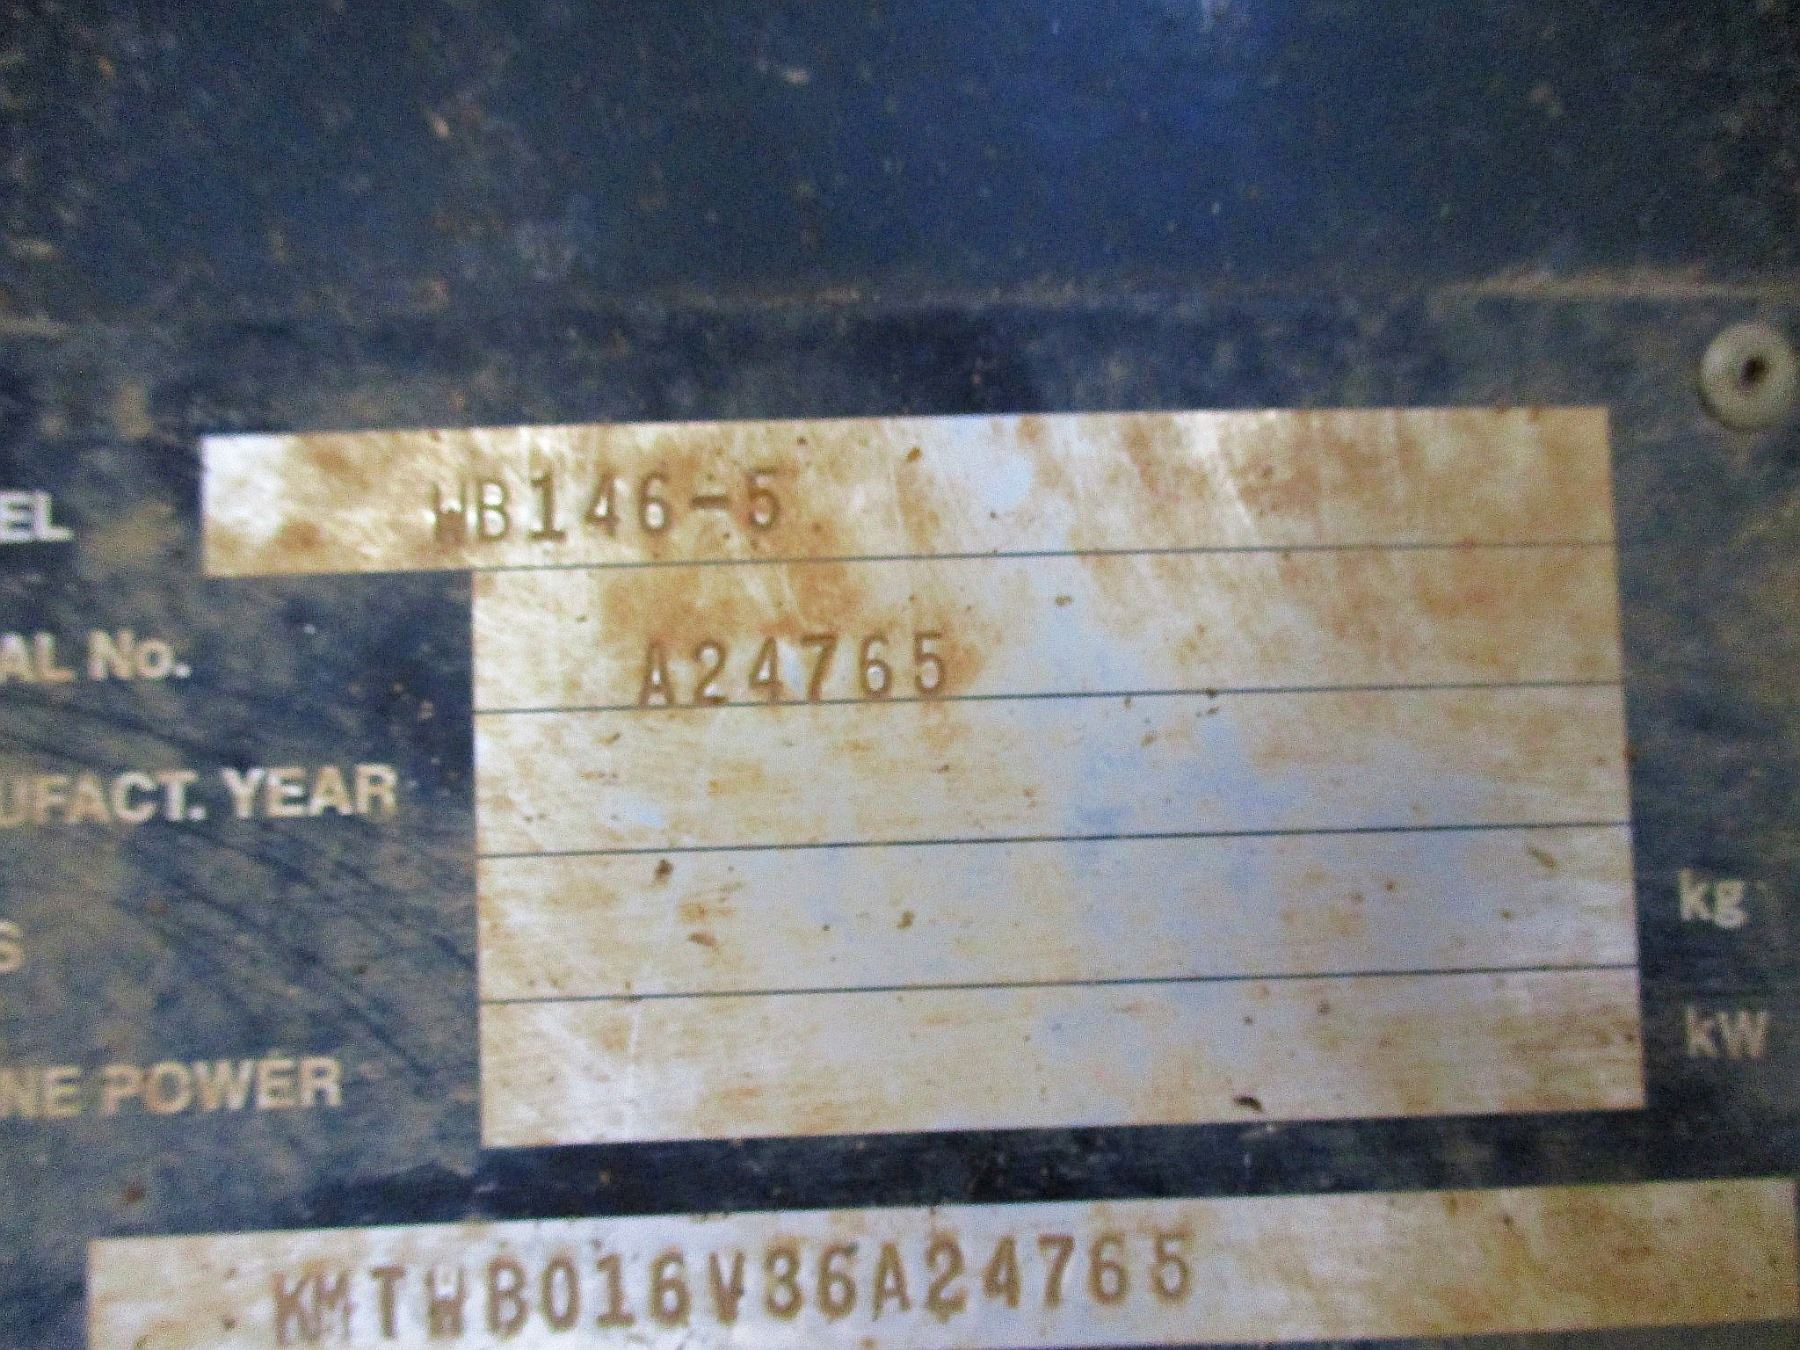 EL WB146-5
AL No. A24765
UFACT. YEAR
S kg
NE POWER kW
KMTWB016V36A24765